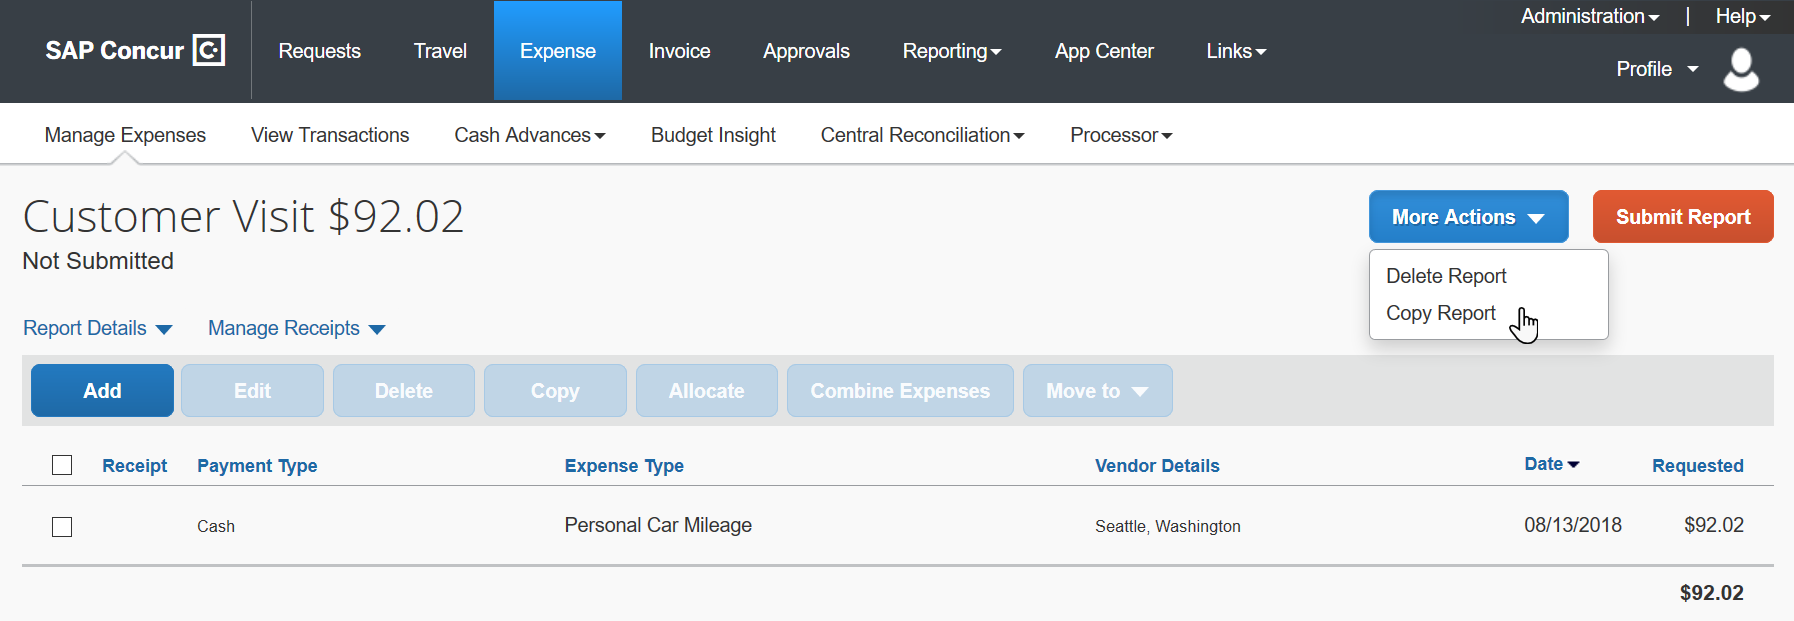 Administration | Help
SAP Concur C Requests Travel Expense Invoice Approvals Reporting App Center Links
Profile
Manage Expenses View Transactions Cash Advances Budget Insight Central Reconciliation Processor
Customer Visit $92.02
More Actions Submit Report
Not Submitted
Delete Report
Copy Report
Report Details Manage Receipts
Add Edit Delete Copy Allocate Combine Expenses Move to
Receipt Payment Type Expense Type Vendor Details Date Requested
Cash Personal Car Mileage Seattle, Washington 08/13/2018 $92.02
$92.02